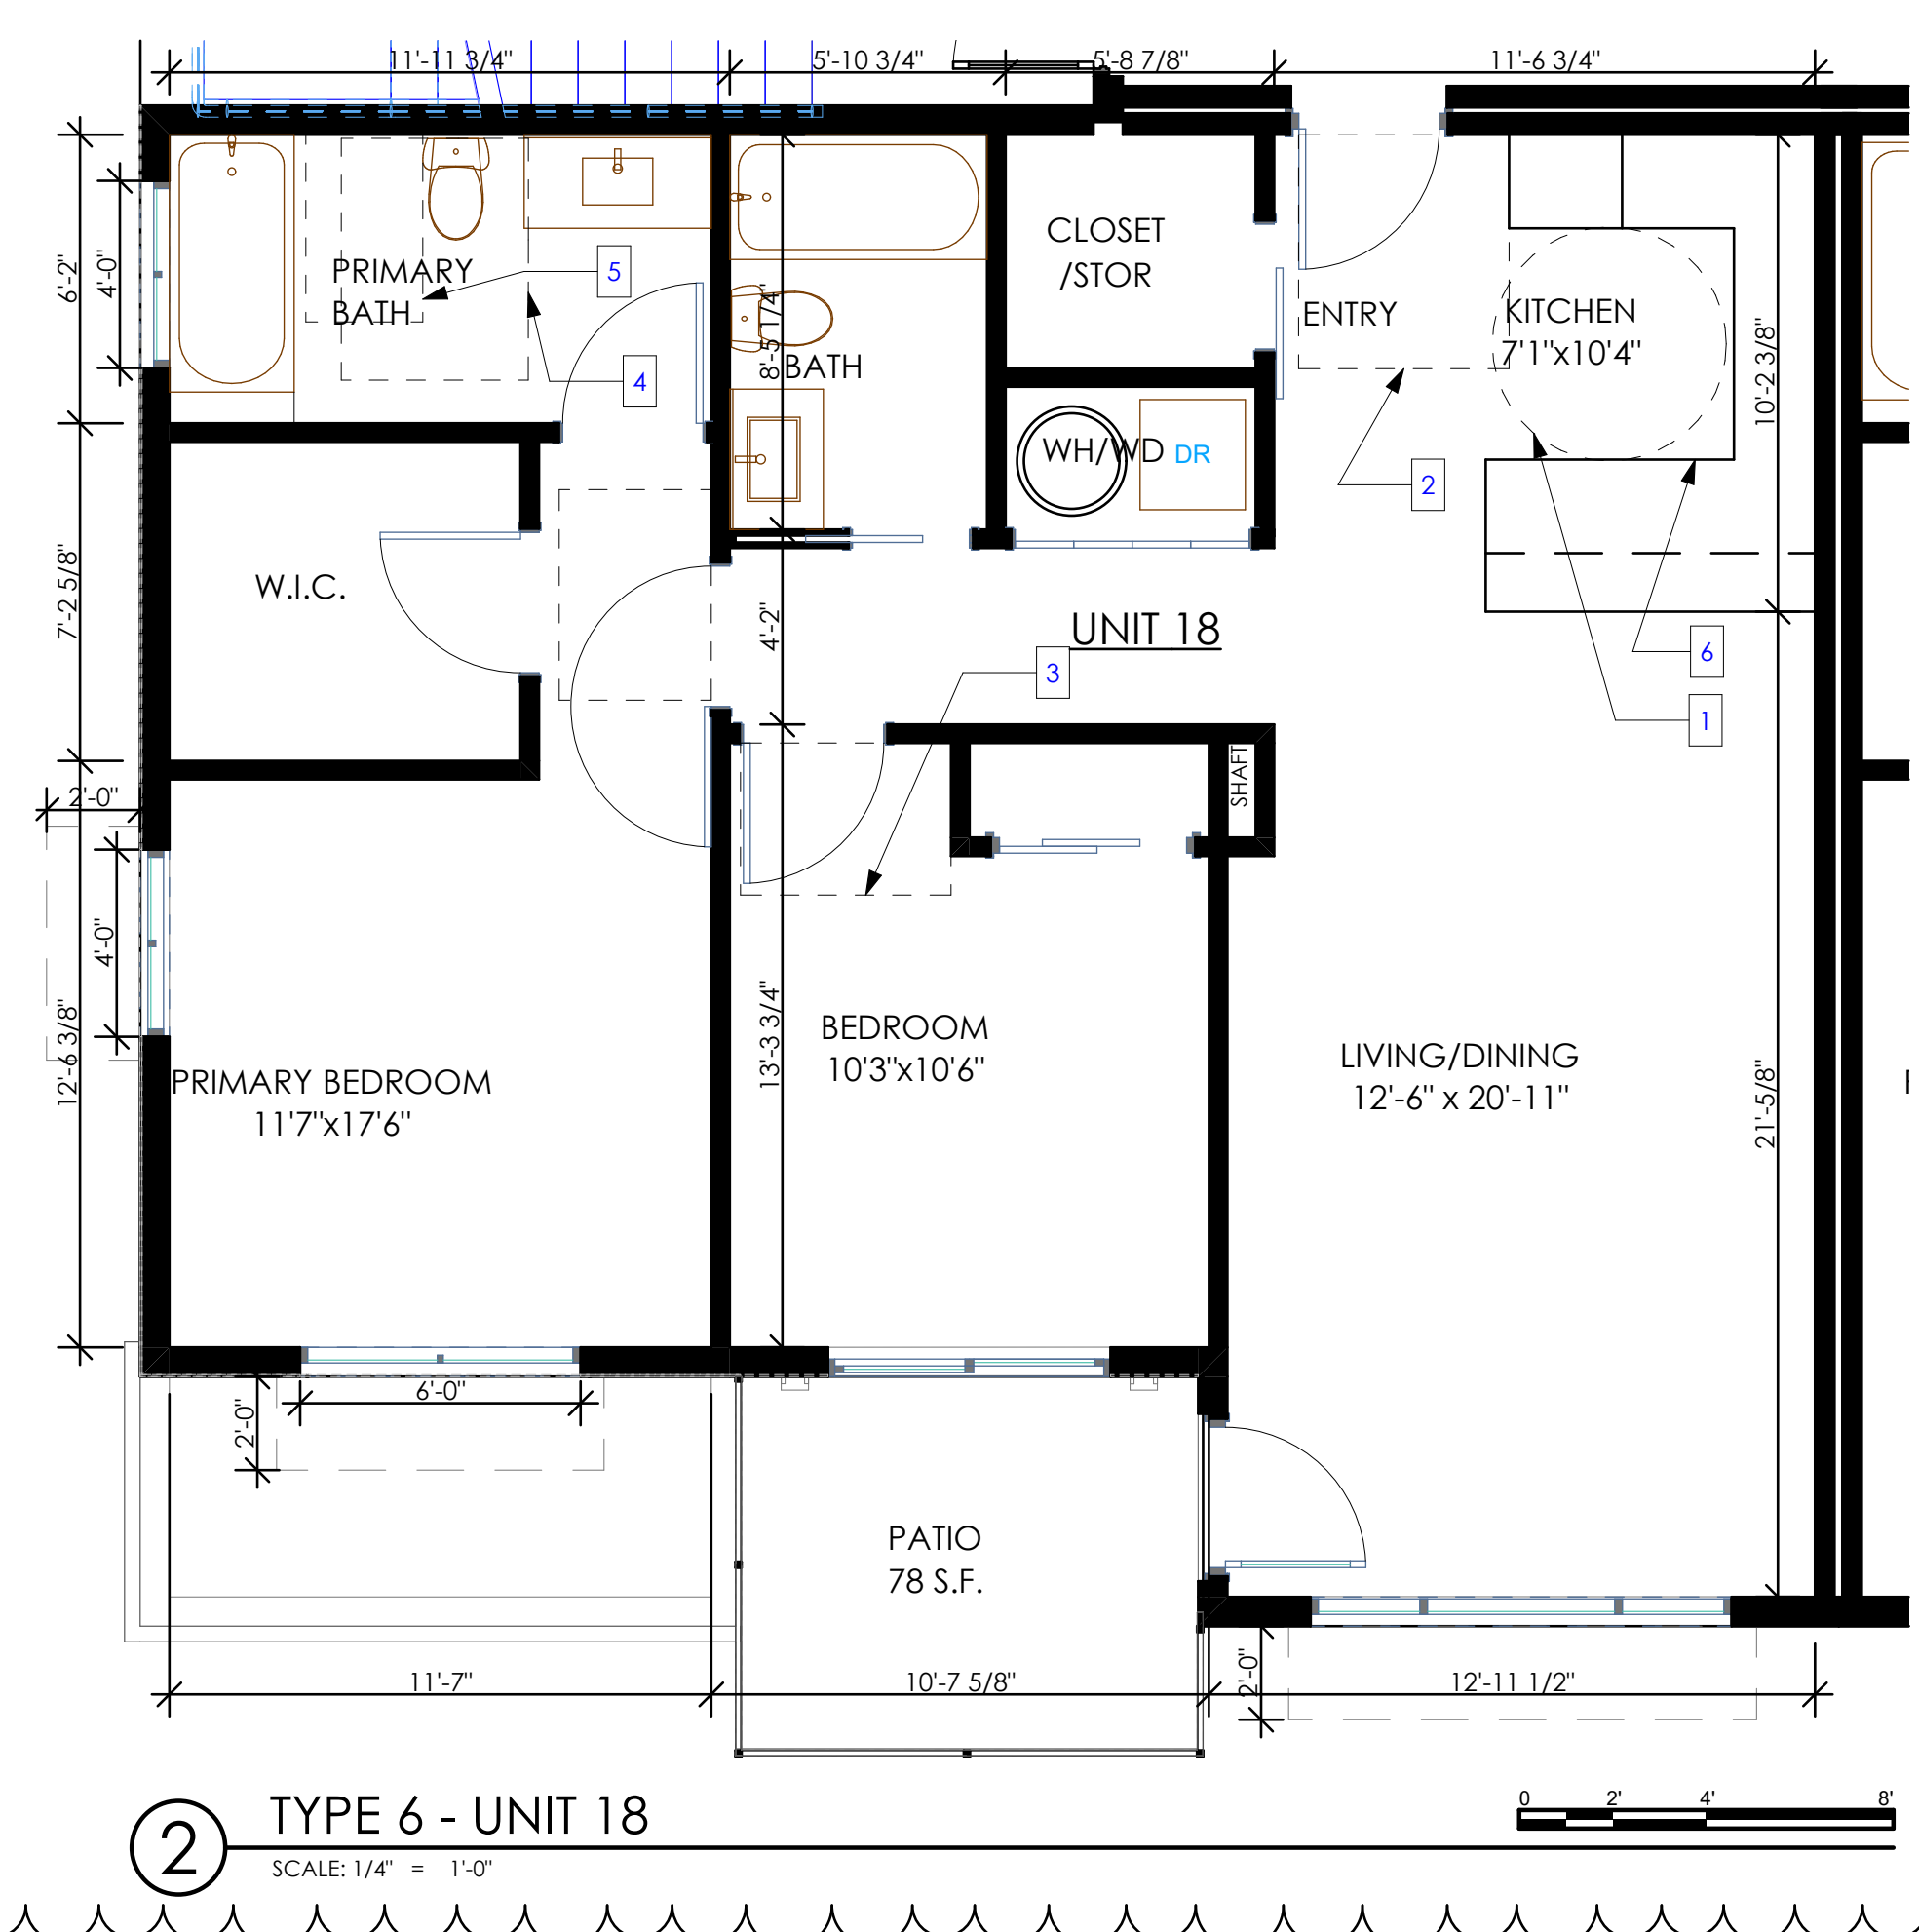 11'-11 3/4"
5'-10 3/4"
5'-8 7/8"
11'-6 3/4"
6'-2"
4'-0"
PRIMARY
BATH
5
4
8'-5 1/4"
BATH
CLOSET
/STOR
ENTRY
KITCHEN
7'1"x10'4"
10'-2 3/8"
WH/WD
DR
2
7'-2 5/8"
W.I.C.
4'-2"
UNIT 18
3
6
1
SHAFT
2'-0"
4'-0"
12'-6 3/8"
PRIMARY BEDROOM
11'7"x17'6"
13'-3 3/4"
BEDROOM
10'3"x10'6"
LIVING/DINING
12'-6" x 20'-11"
21'-5/8"
6'-0"
2'-0"
PATIO
78 S.F.
2'-0"
11'-7"
10'-7 5/8"
12'-11 1/2"
2
TYPE 6 - UNIT 18
SCALE: 1/4" = 1'-0"
0 2' 4' 8'